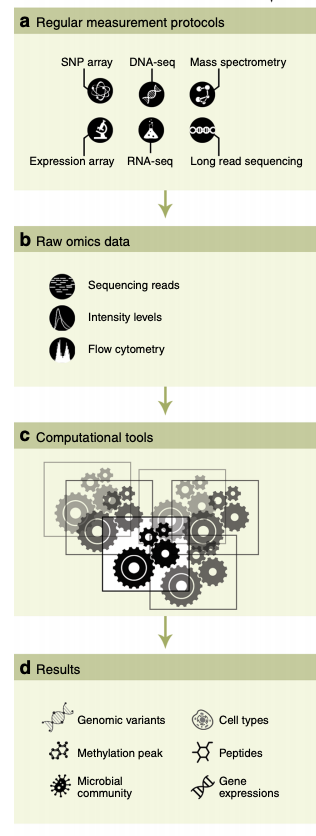 a Regular measurement protocols
SNP array DNA-seq Mass spectrometry
Expression array RNA-seq Long read sequencing
b Raw omics data
Sequencing reads
Intensity levels
Flow cytometry
c Computational tools
d Results
Genomic variants Cell types
Methylation peak Peptides
Microbial
community
Gene
expressions